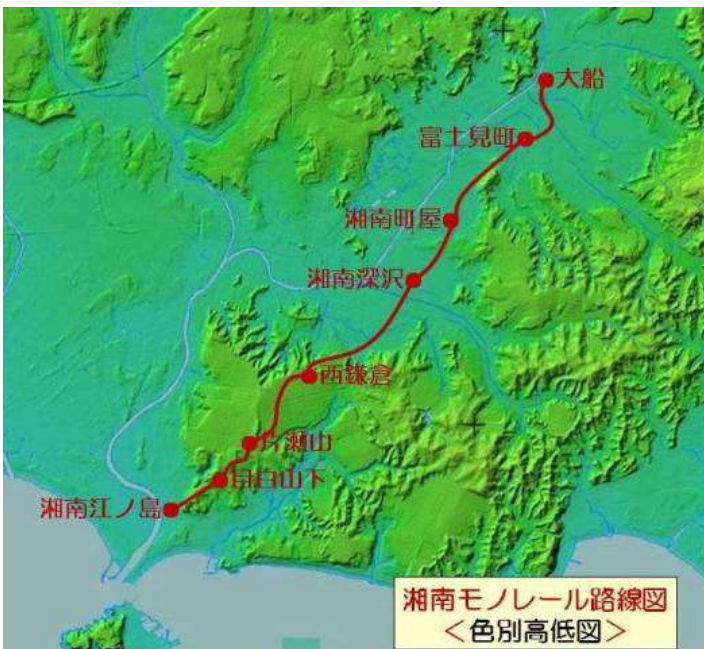 大船
富士見町
湘南町屋
湘南深沢
西鎌倉
片瀬山
目白山下
湘南江ノ島
湘南モノレール路線図
＜色別高低図＞